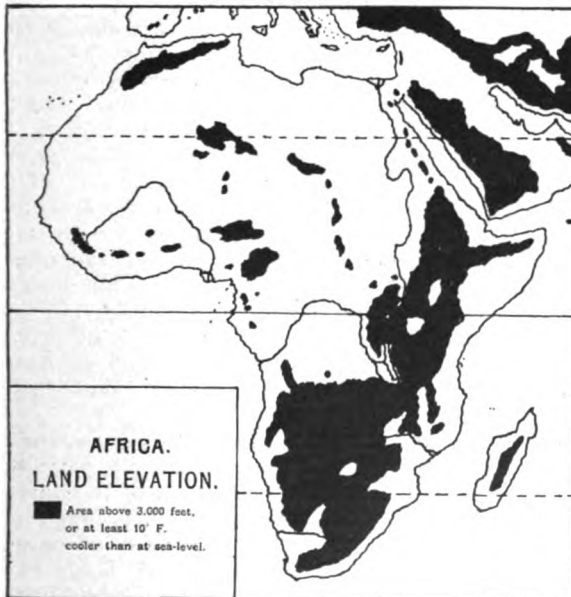 AFRICA.
LAND ELEVATION.
Area above 3.000 feet,
or at least 10° F.
cooler than at sea-level.